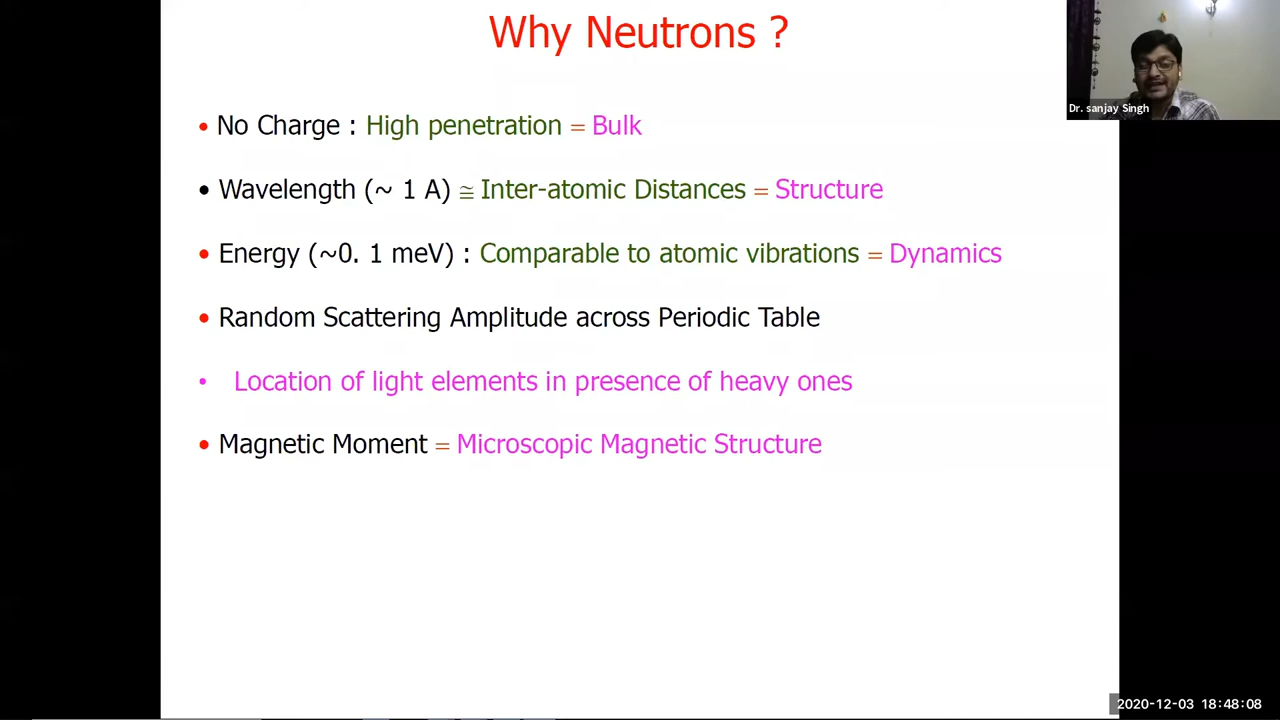 Why Neutrons ?
Dr. sanjay Singh
• No Charge : High penetration = Bulk
• Wavelength (~ 1 A) ≅ Inter-atomic Distances = Structure
• Energy (~0. 1 meV) : Comparable to atomic vibrations = Dynamics
• Random Scattering Amplitude across Periodic Table
• Location of light elements in presence of heavy ones
• Magnetic Moment = Microscopic Magnetic Structure
2020-12-03 18:48:08